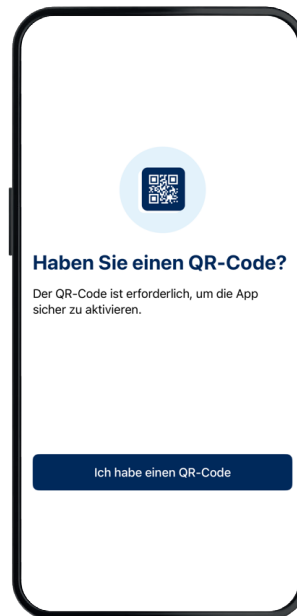 Haben Sie einen QR-Code?
Der QR-Code ist erforderlich, um die App
sicher zu aktivieren.
Ich habe einen QR-Code